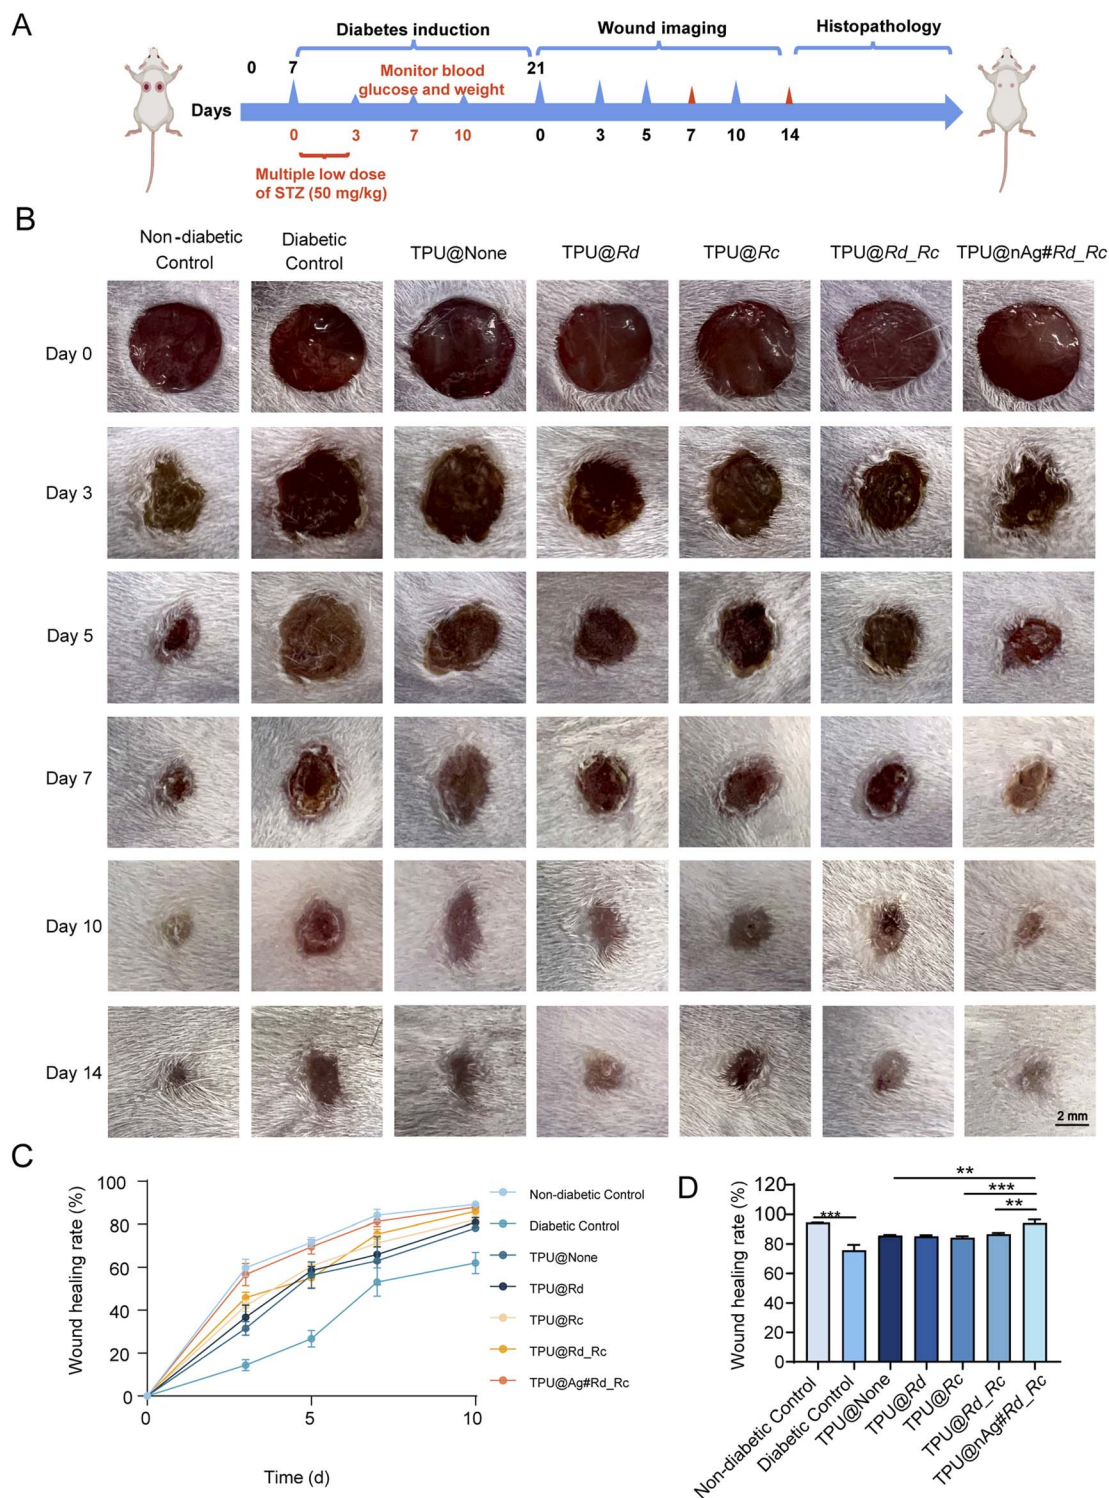 A
Diabetes induction
Wound imaging
Histopathology
0
7
21
Monitor blood
glucose and weight
Days
0
3
7
10
0
3
5
7
10
14
Multiple low dose
of STZ (50 mg/kg)
B
Non-diabetic
Control
Diabetic
Control
TPU@None
TPU@Rd
TPU@Rc
TPU@Rd_Rc
TPU@nAg#Rd_Rc
Day 0
Day 3
Day 5
Day 7
Day 10
Day 14
2 mm
C
Wound healing rate (%)
100
80
60
40
20
0
0
5
10
Time (d)
Non-diabetic Control
Diabetic Control
TPU@None
TPU@Rd
TPU@Rc
TPU@Rd_Rc
TPU@Ag#Rd_Rc
D
Wound healing rate (%)
120
100
80
60
40
20
0
***
**
***
**
Non-diabetic Control
Diabetic Control
TPU@None
TPU@Rd
TPU@Rc
TPU@Rd_Rc
TPU@nAg#Rd_Rc